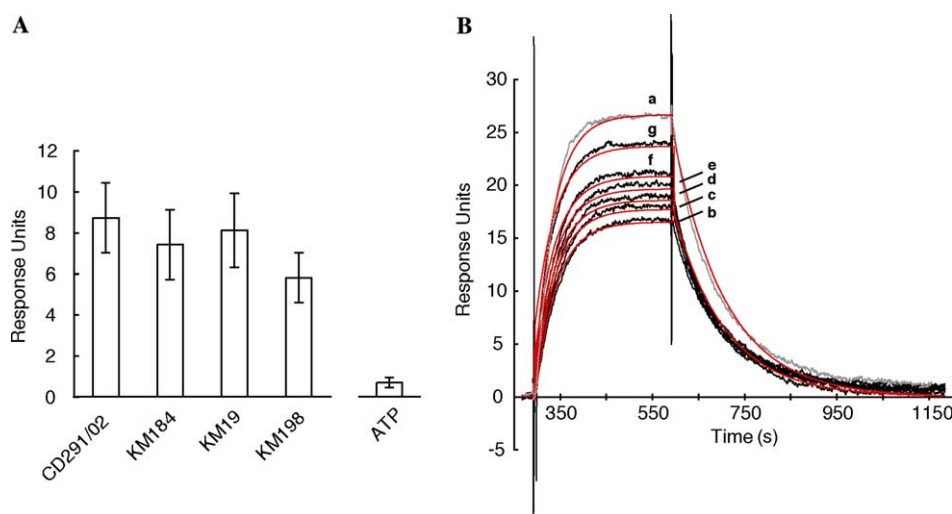 A
Response Units
12
10
8
6
4
2
0
CD291/02
KM184
KM19
KM198
ATP
B
Response Units
30
25
20
15
10
5
0
-5
350
550
750
950
1150
Time (s)
a
g
f
e
d
c
b